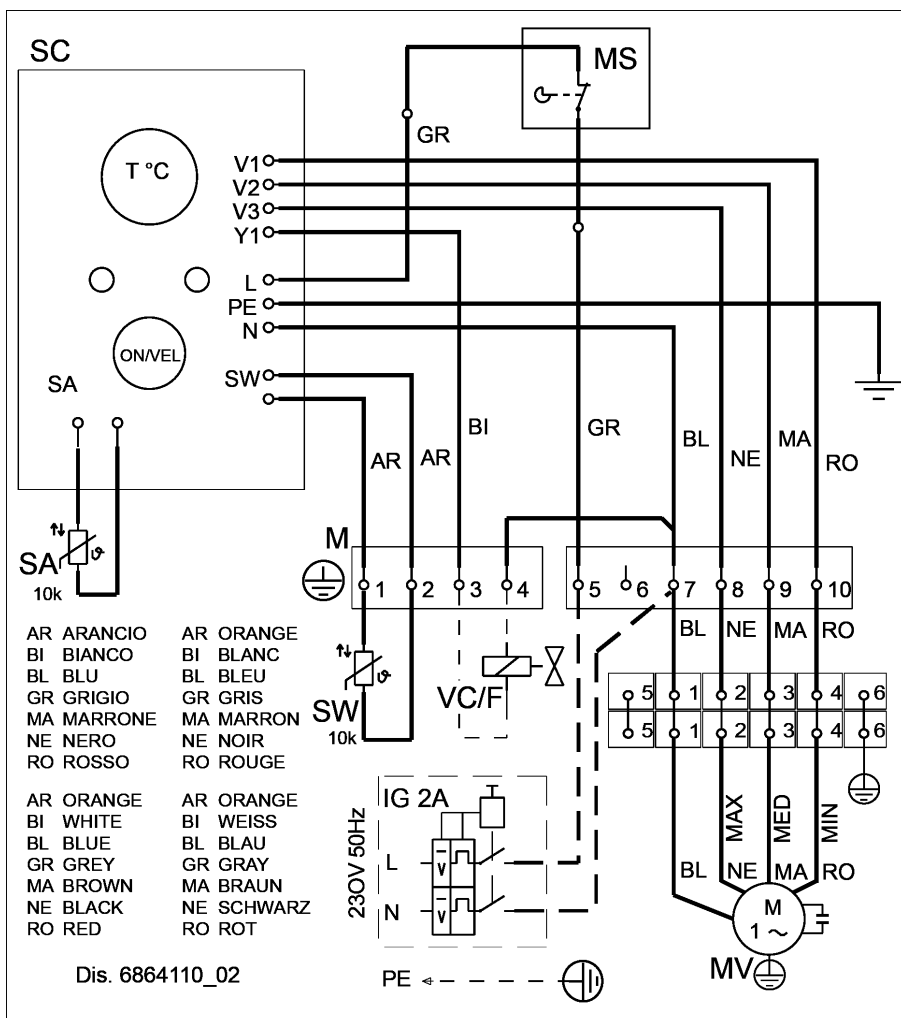 SC
MS
T °C
GR
V1
V2
V3
Y1
L
PE
N
ON/VEL
SW
SA
BI
GR
BL
MA
AR
AR
NE
RO
M
SA
10k
1 2 3 4
5 6 7 8 9 10
BL NE MA RO
SW
10k
VC/F
5 1 2 3 4 6
5 1 2 3 4 6
AR ARANCIO
BI BIANCO
BL BLU
GR GRIGIO
MA MARRONE
NE NERO
RO ROSSO
AR ORANGE
BI BLANC
BL BLEU
GR GRIS
MA MARRON
NE NOIR
RO ROUGE
AR ORANGE
BI WHITE
BL BLUE
GR GREY
MA BROWN
NE BLACK
RO RED
AR ORANGE
BI WEISS
BL BLAU
GR GRAY
MA BRAUN
NE SCHWARZ
RO ROT
IG 2A
23OV 50Hz
L
V
N
V
MAX
MED
MIN
BL NE MA RO
M
1 ~
MV
Dis. 6864110_02
PE